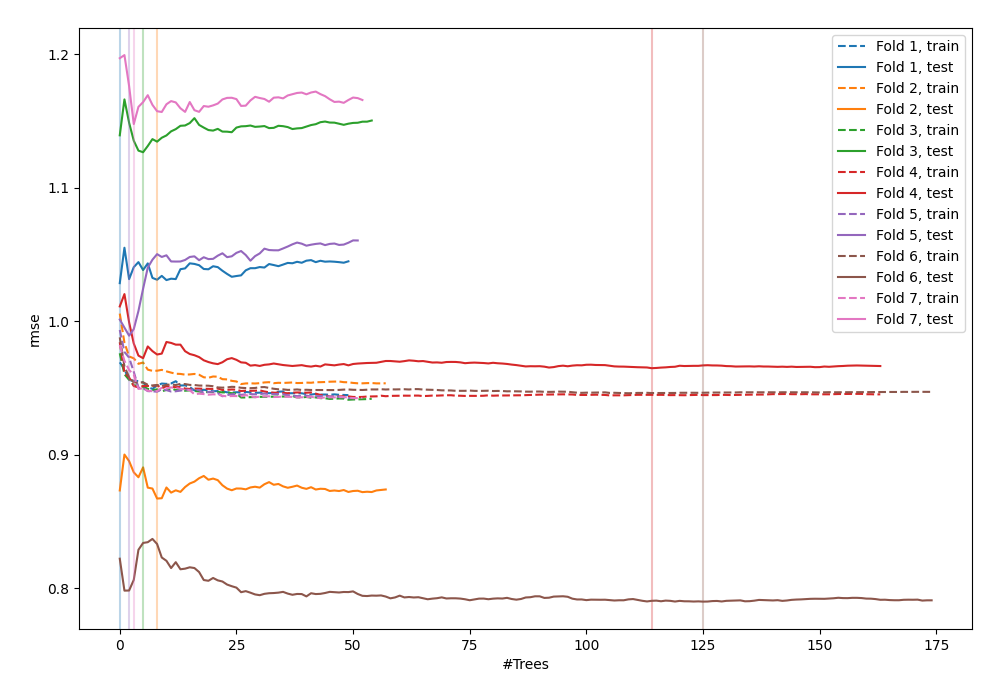 1.2
1.1
1.0
0.9
0.8
rmse
0
25
50
75
100
125
150
175
#Trees
Fold 1, train
Fold 1, test
Fold 2, train
Fold 2, test
Fold 3, train
Fold 3, test
Fold 4, train
Fold 4, test
Fold 5, train
Fold 5, test
Fold 6, train
Fold 6, test
Fold 7, train
Fold 7, test